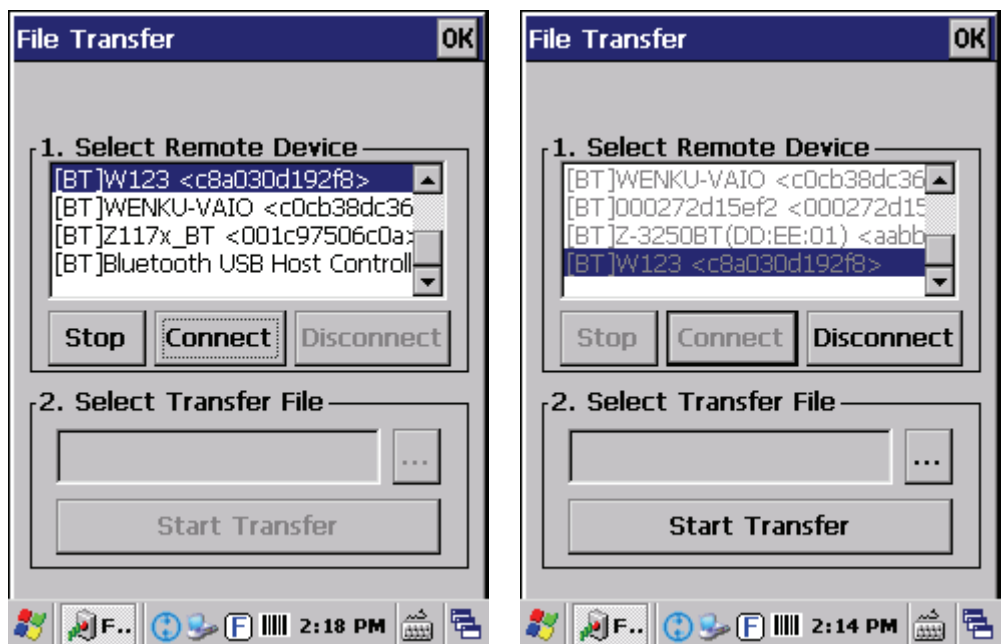 File Transfer OK
1. Select Remote Device
[BT]W123 <c8a030d192f8>
[BT]WENKU-VAIO <c0cb38dc36
[BT]Z117x_BT <001c97506c0a>
[BT]Bluetooth USB Host Controll
Stop Connect Disconnect
2. Select Transfer File
...
Start Transfer
F.. F 2:18 PM
File Transfer OK
1. Select Remote Device
[BT]WENKU-VAIO <c0cb38dc36
[BT]000272d15ef2 <000272d15
[BT]Z-3250BT(DD:EE:01) <aabb
[BT]W123 <c8a030d192f8>
Stop Connect Disconnect
2. Select Transfer File
...
Start Transfer
F.. F 2:14 PM